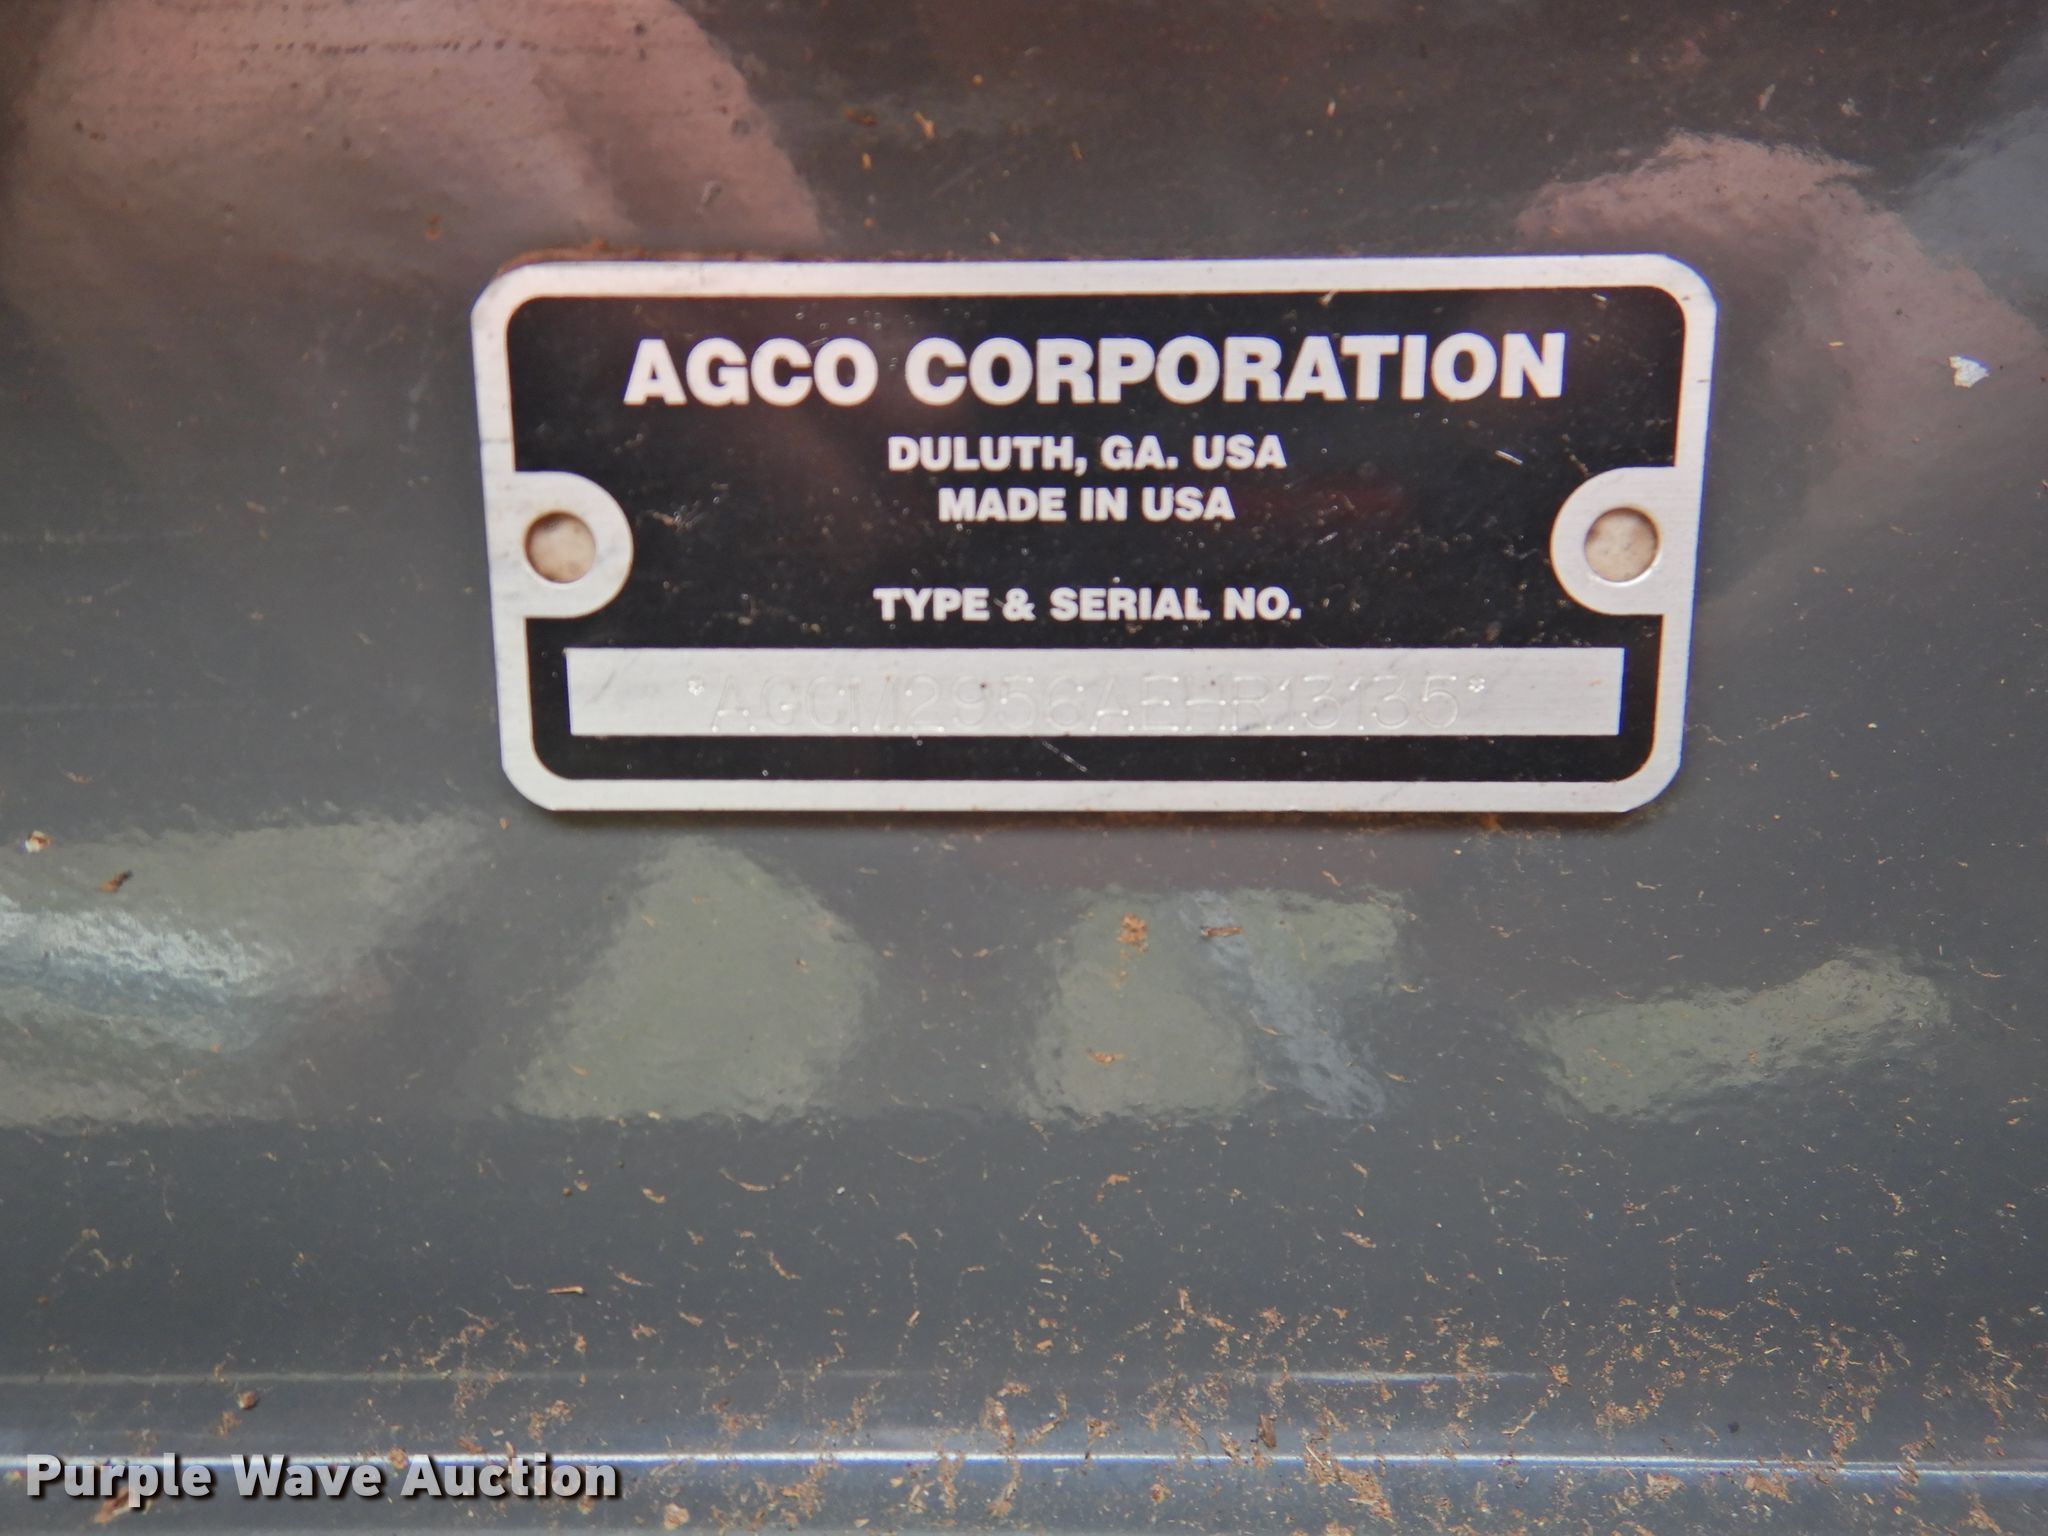 AGCO CORPORATION
DULUTH, GA. USA
MADE IN USA
TYPE & SERIAL NO.
*AGCM2956AEHR13135*
Purple Wave Auction